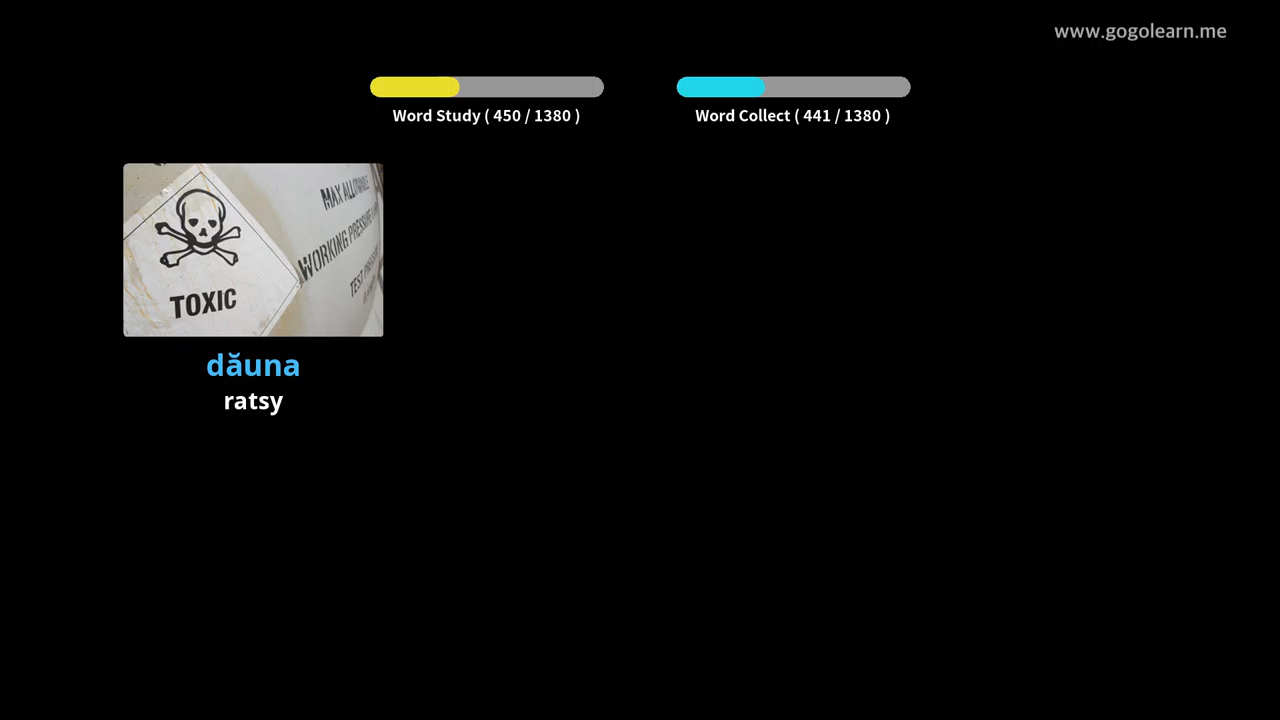 www.gogolearn.me
Word Study ( 450 / 1380 )
Word Collect ( 441 / 1380 )
MAX ALLOWABLE
WORKING PRESSURE
TEST
TOXIC
dăuna
ratsy